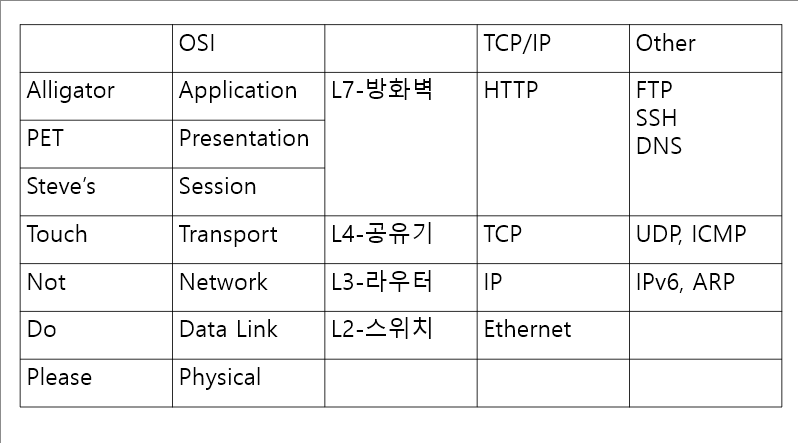 OSI TCP/IP Other
Alligator Application L7-방화벽 HTTP FTP
SSH
DNS
PET Presentation
Steve's Session
Touch Transport L4-공유기 TCP UDP, ICMP
Not Network L3-라우터 IP IPv6, ARP
Do Data Link L2-스위치 Ethernet
Please Physical